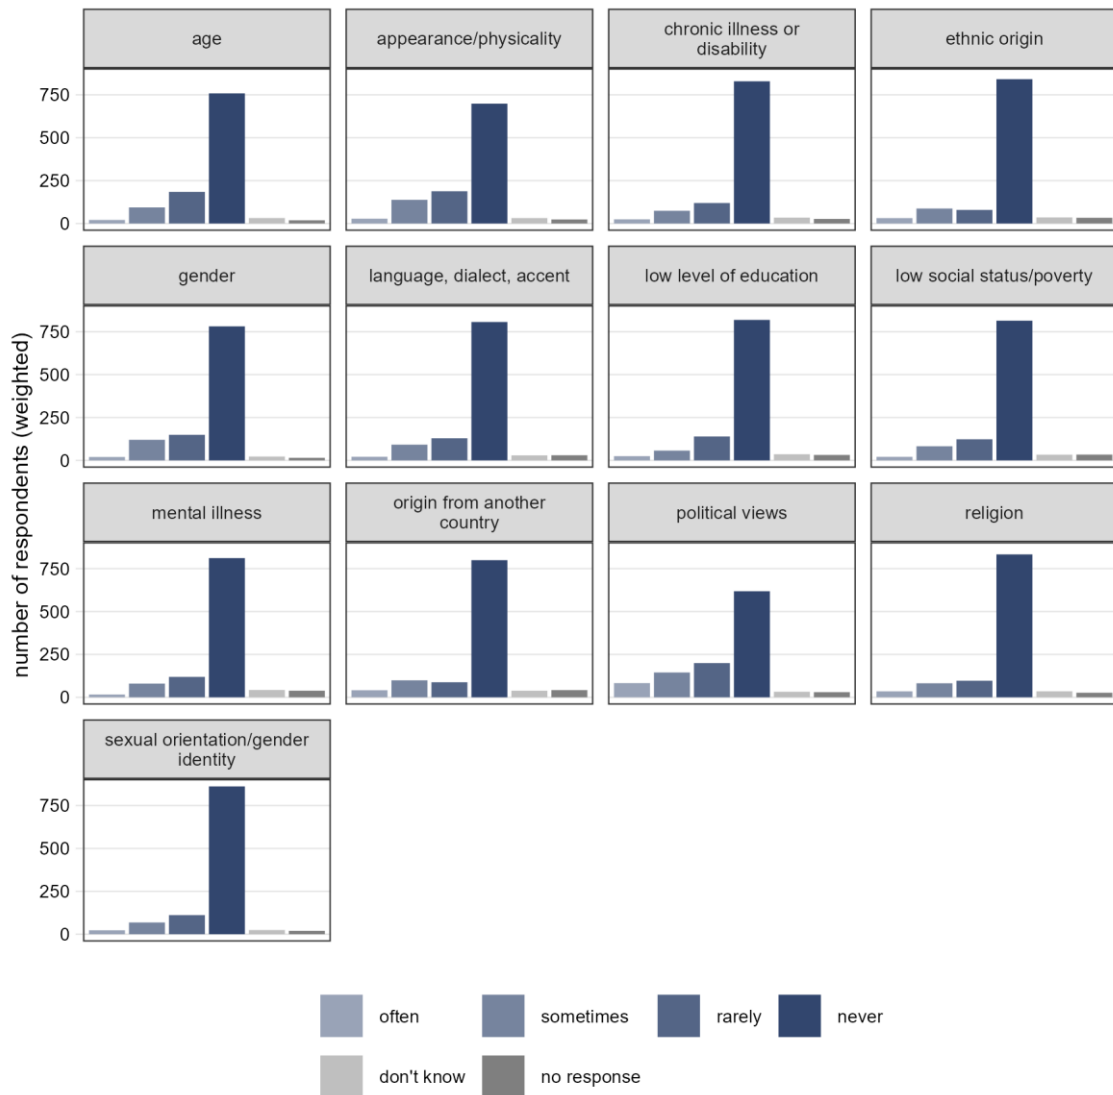 age
appearance/physicality
chronic illness or
disability
ethnic origin
750
500
250
0
gender
language, dialect, accent
low level of education
low social status/poverty
750
500
250
0
number of respondents (weighted)
mental illness
origin from another
country
political views
religion
750
500
250
0
sexual orientation/gender
identity
750
500
250
0
often
sometimes
rarely
never
don't know
no response